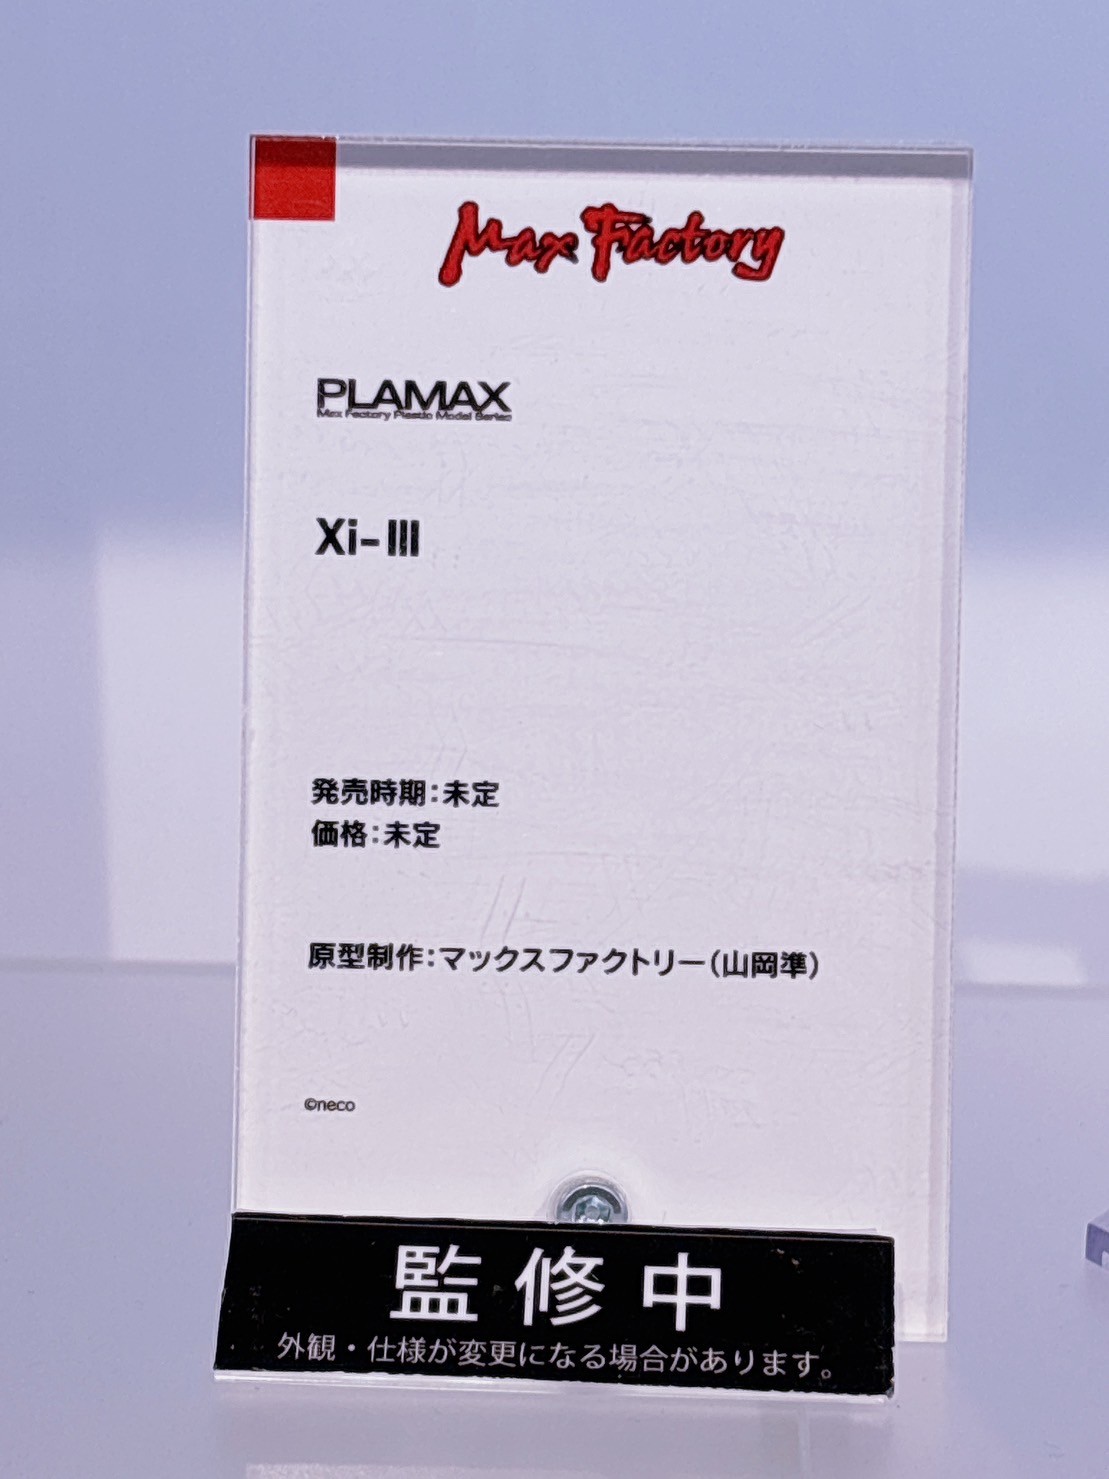 Max Factory
PLAMAX
Max Factory Plastic Model Series
Xi-III
発売時期：未定
価格：未定
原型制作：マックスファクトリー（山岡準）
©neco
監修中
外観・仕様が変更になる場合があります。